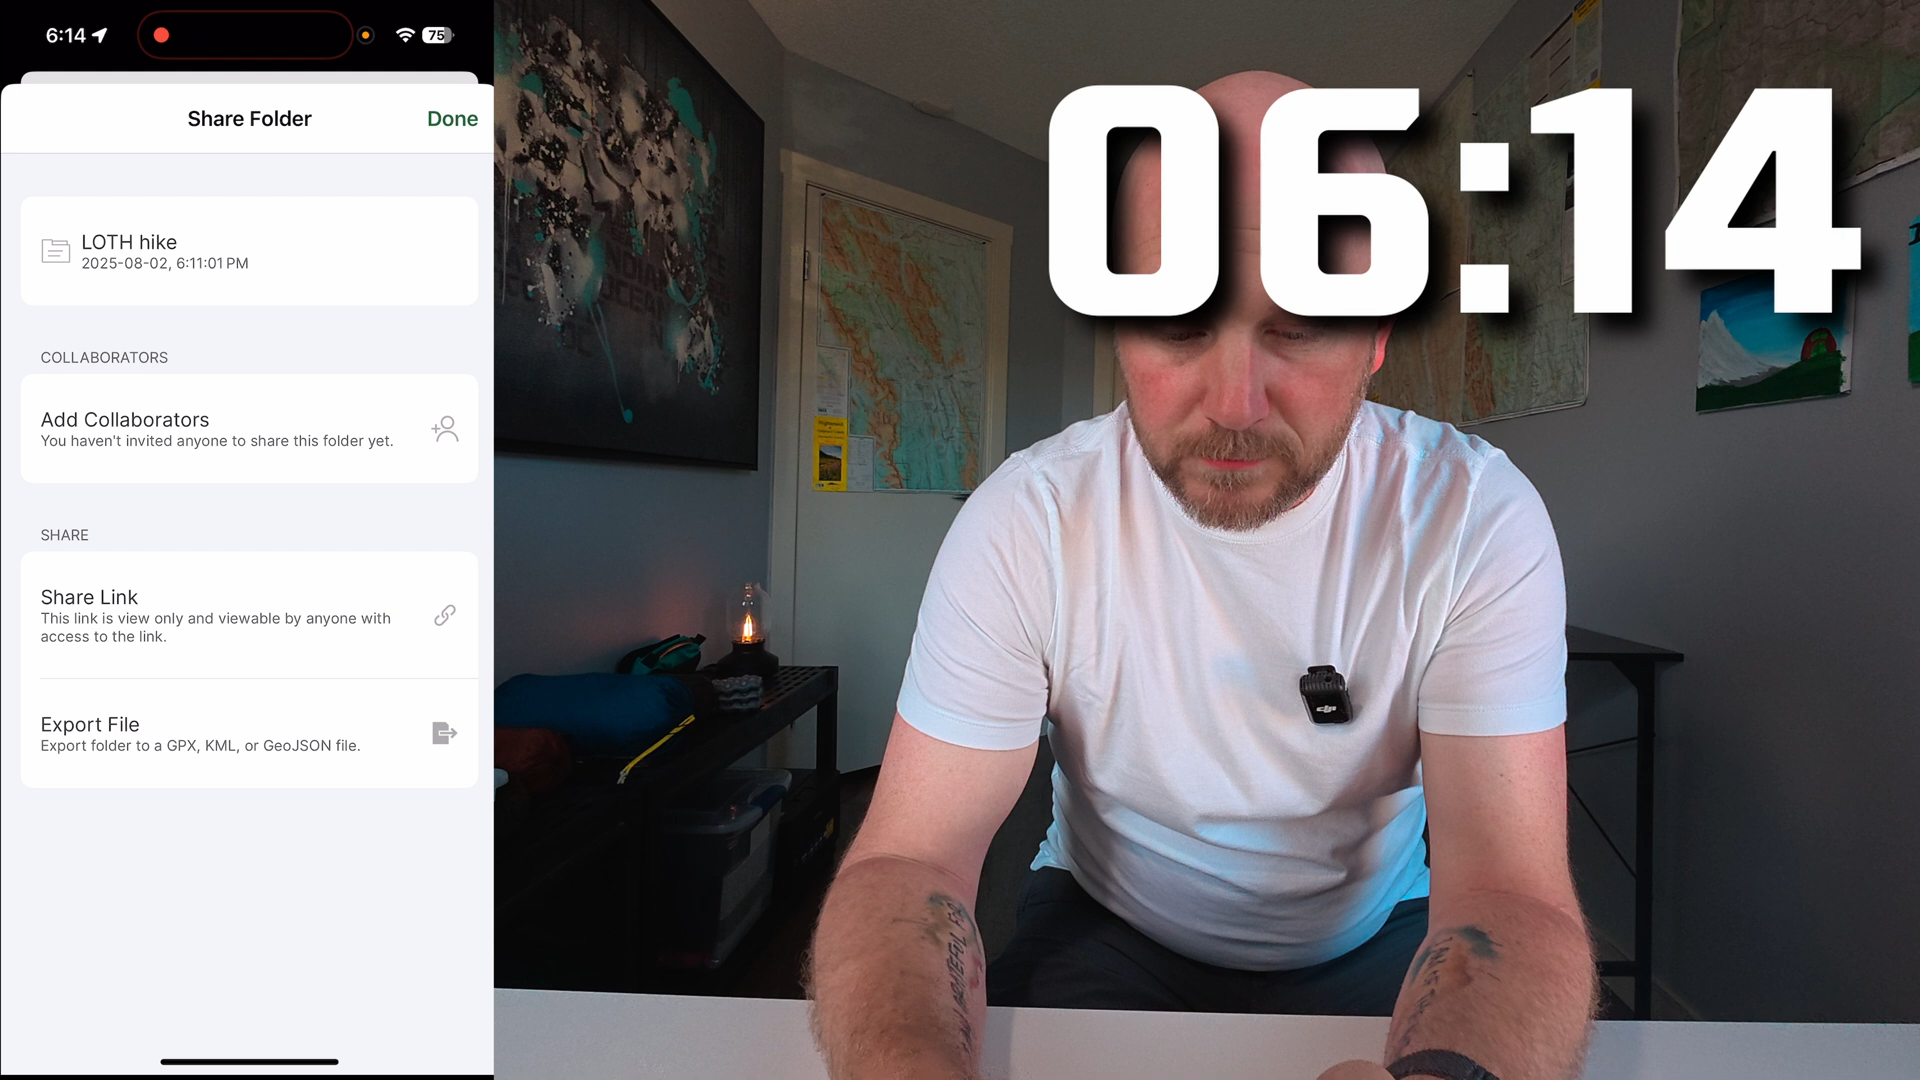 6:14
75
Share Folder
Done
LOTH hike
2025-08-02, 6:11:01 PM
COLLABORATORS
Add Collaborators
You haven't invited anyone to share this folder yet.
SHARE
Share Link
This link is view only and viewable by anyone with
access to the link.
Export File
Export folder to a GPX, KML, or GeoJSON file.
06:14
dji